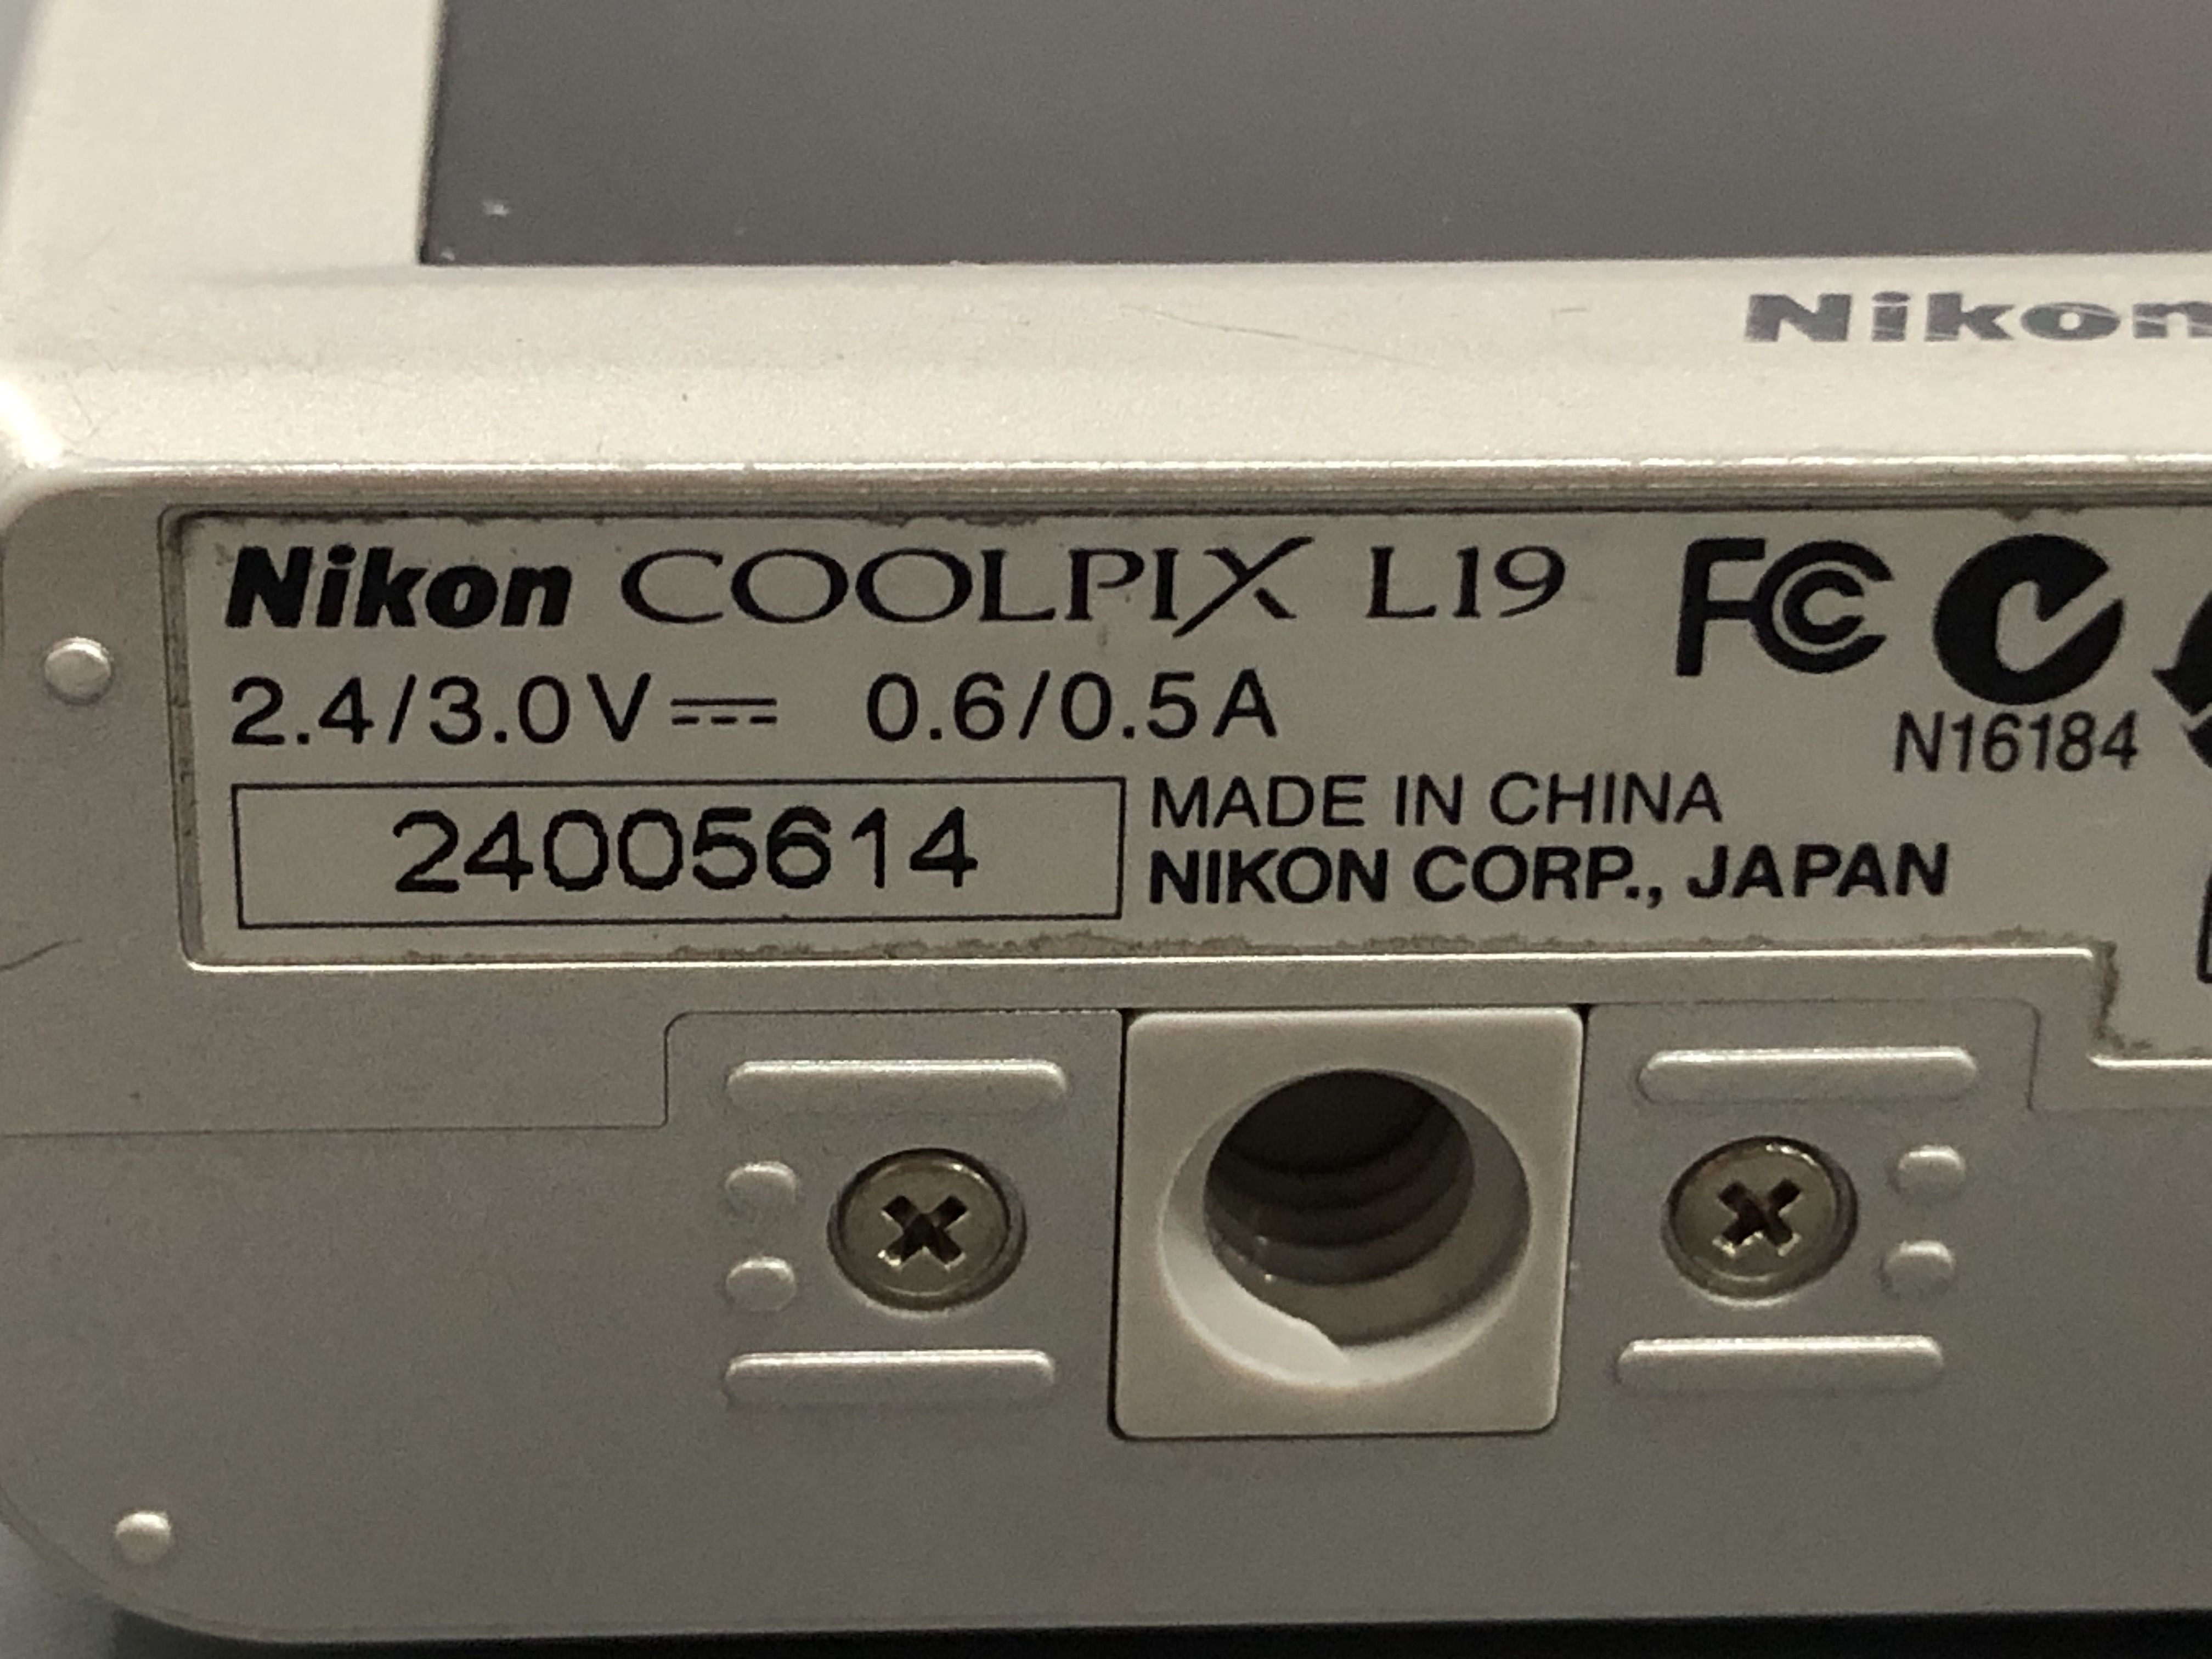 Nikon
Nikon COOLPIX L19
FC
2.4/3.0V⎓ 0.6/0.5A
N16184
24005614
MADE IN CHINA
NIKON CORP., JAPAN